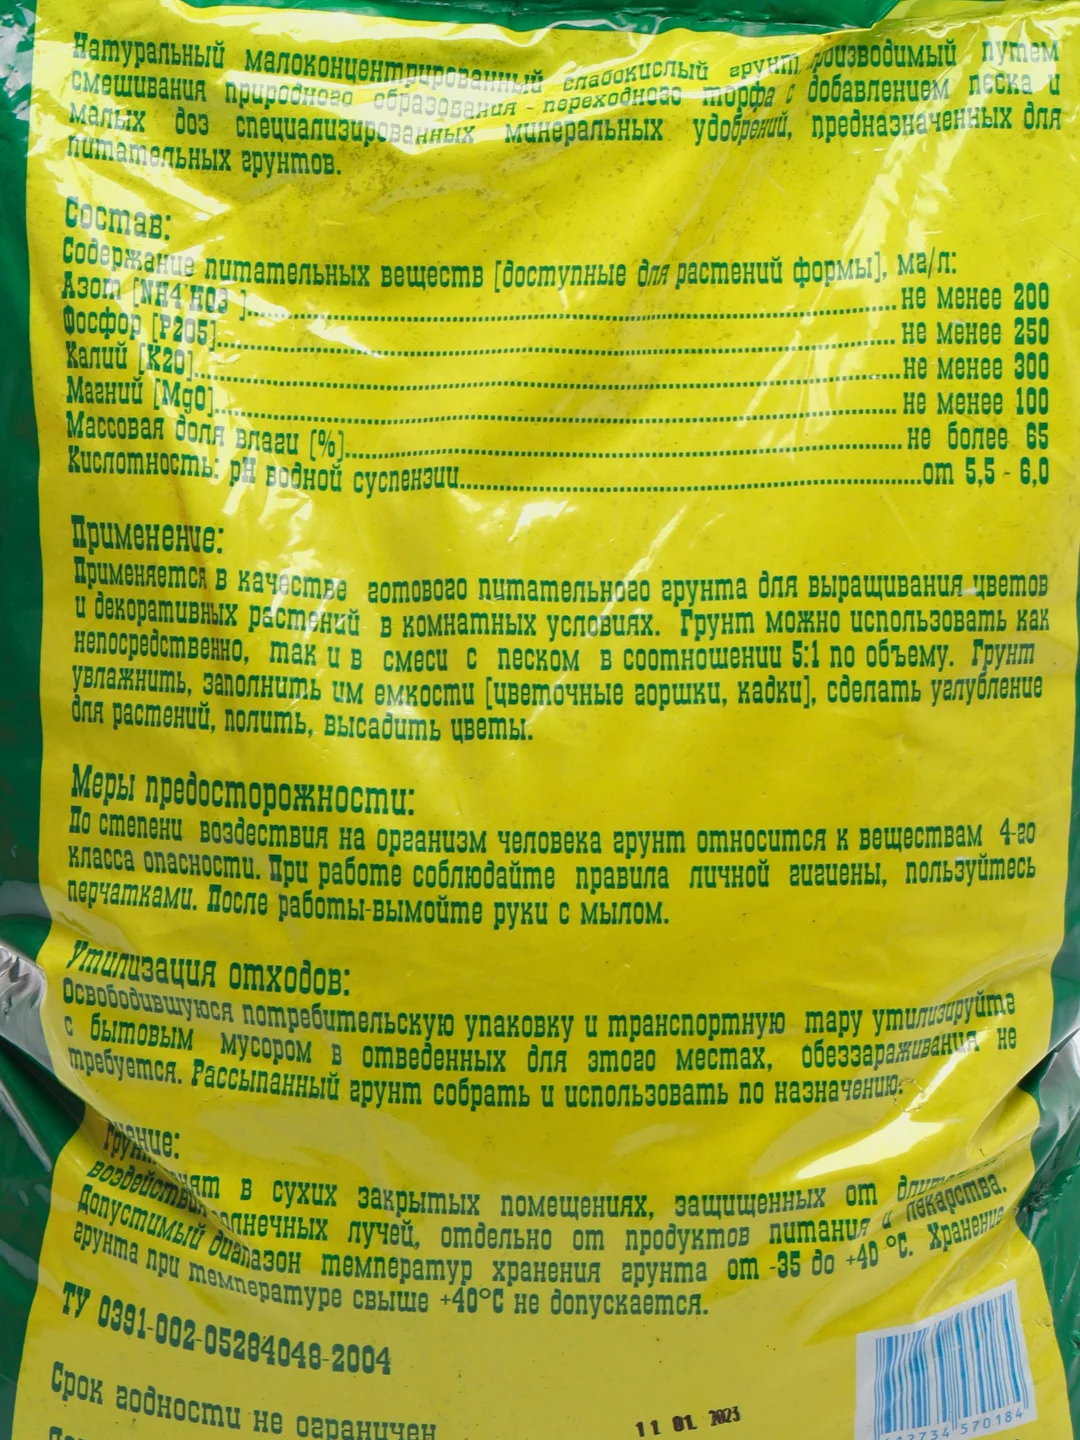 Натуральный малоконцентрированный слабокислый грунт производимый путем
смешивания природного образования - переходного торфа с добавлением песка и
малых доз специализированных минеральных удобрений, предназначенных для
питательных грунтов.
Состав:
Содержание питательных веществ [доступные для растений формы], мг/л:
Азот [NH4 NO3 ]..........не менее 200
Фосфор [P2O5]..........не менее 250
Калий [K2O]..........не менее 300
Магний [MgO]..........не менее 100
Массовая доля влаги [%]..........не более 65
Кислотность: pH водной суспензии..........от 5,5 - 6,0
Применение:
Применяется в качестве готового питательного грунта для выращивания цветов
и декоративных растений в комнатных условиях. Грунт можно использовать как
непосредственно, так и в смеси с песком в соотношении 5:1 по объему. Грунт
увлажнить, заполнить им емкости [цветочные горшки, кадки], сделать углубление
для растений, полить, высадить цветы.
Меры предосторожности:
По степени воздествия на организм человека грунт относится к веществам 4-го
класса опасности. При работе соблюдайте правила личной гигиены, пользуйтесь
перчатками. После работы-вымойте руки с мылом.
Утилизация отходов:
Освободившуюся потребительскую упаковку и транспортную тару утилизируйте
с бытовым мусором в отведенных для этого местах, обеззараживания не
требуется. Рассыпанный грунт собрать и использовать по назначению.
в сухих закрытых помещениях, защищенных от
солнечных лучей, отдельно от продуктов питания и лекарства.
Допустимый диапазон температур хранения грунта от -35 до +40 °С. Хранение
грунта при температуре свыше +40°С не допускается.
ТУ 0391-002-05284048-2004
Срок годности не ограничен
11 01 2023
570184